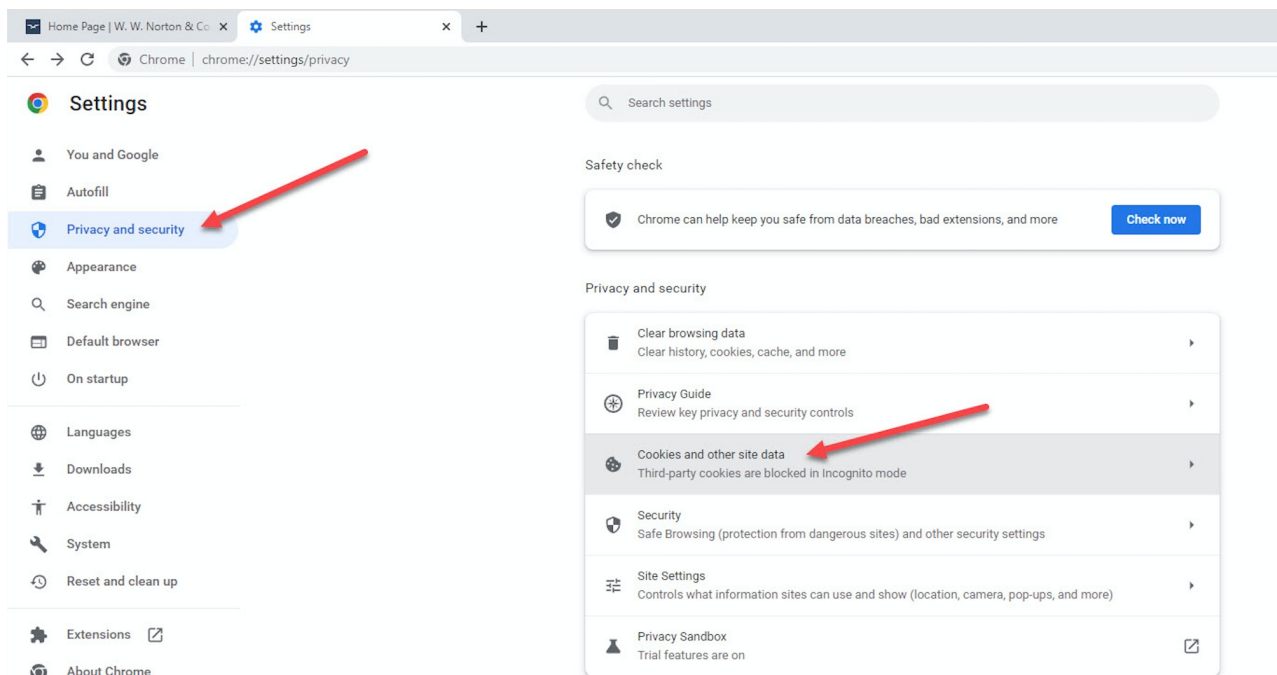 Home Page | W. W. Norton & Co
Settings
Chrome | chrome://settings/privacy
Settings
Search settings
You and Google
Autofill
Privacy and security
Appearance
Search engine
Default browser
On startup
Languages
Downloads
Accessibility
System
Reset and clean up
Extensions
About Chrome
Safety check
Chrome can help keep you safe from data breaches, bad extensions, and more
Check now
Privacy and security
Clear browsing data
Clear history, cookies, cache, and more
Privacy Guide
Review key privacy and security controls
Cookies and other site data
Third-party cookies are blocked in Incognito mode
Security
Safe Browsing (protection from dangerous sites) and other security settings
Site Settings
Controls what information sites can use and show (location, camera, pop-ups, and more)
Privacy Sandbox
Trial features are on